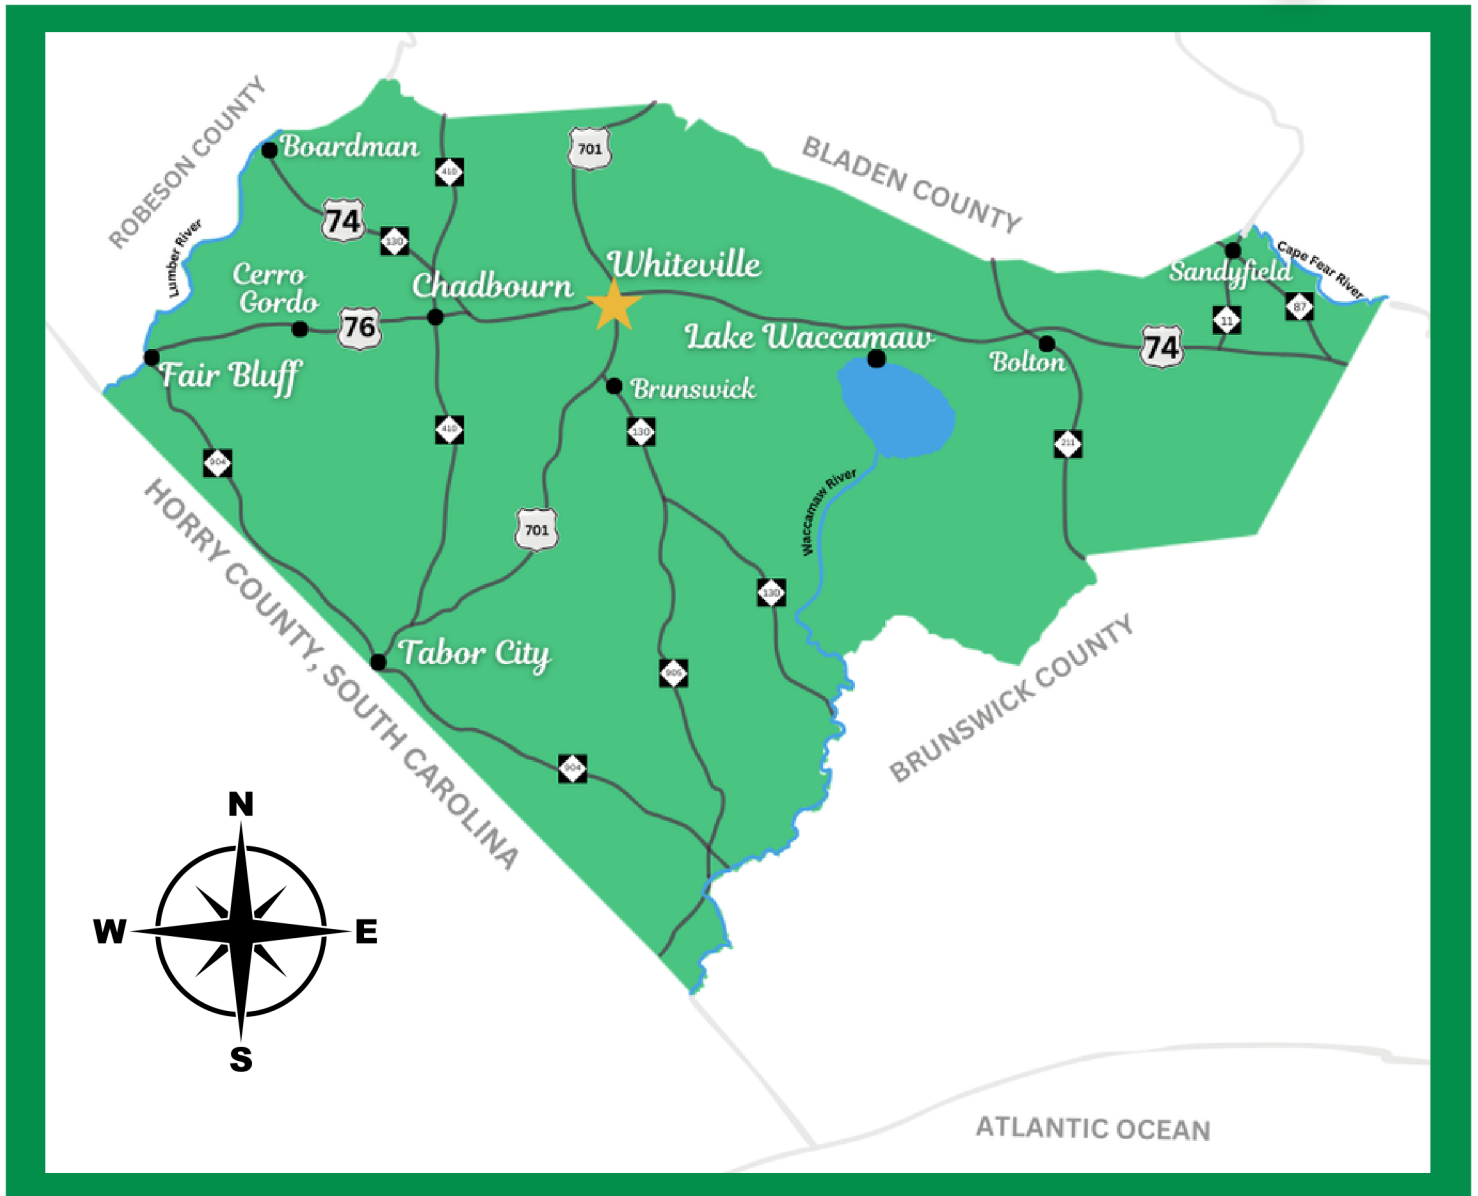 ROBESON COUNTY
Boardman
410
701
BLADEN COUNTY
74
130
Lumber River
Whiteville
Cape Fear River
Sandyfield
Cerro
Gordo
Chadbourn
87
11
76
Lake Waccamaw
74
Bolton
Fair Bluff
Brunswick
410
130
211
904
Waccamaw River
HORRY COUNTY, SOUTH CAROLINA
701
130
Tabor City
905
BRUNSWICK COUNTY
904
N
W
E
S
ATLANTIC OCEAN